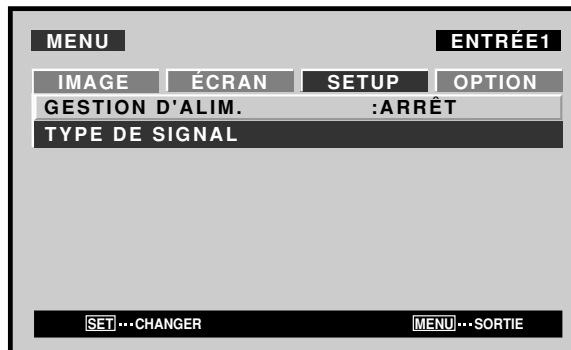 MENU ENTRÉE1
IMAGE ÉCRAN SETUP OPTION
GESTION D'ALIM. :ARRÊT
TYPE DE SIGNAL
SET···CHANGER MENU···SORTIE